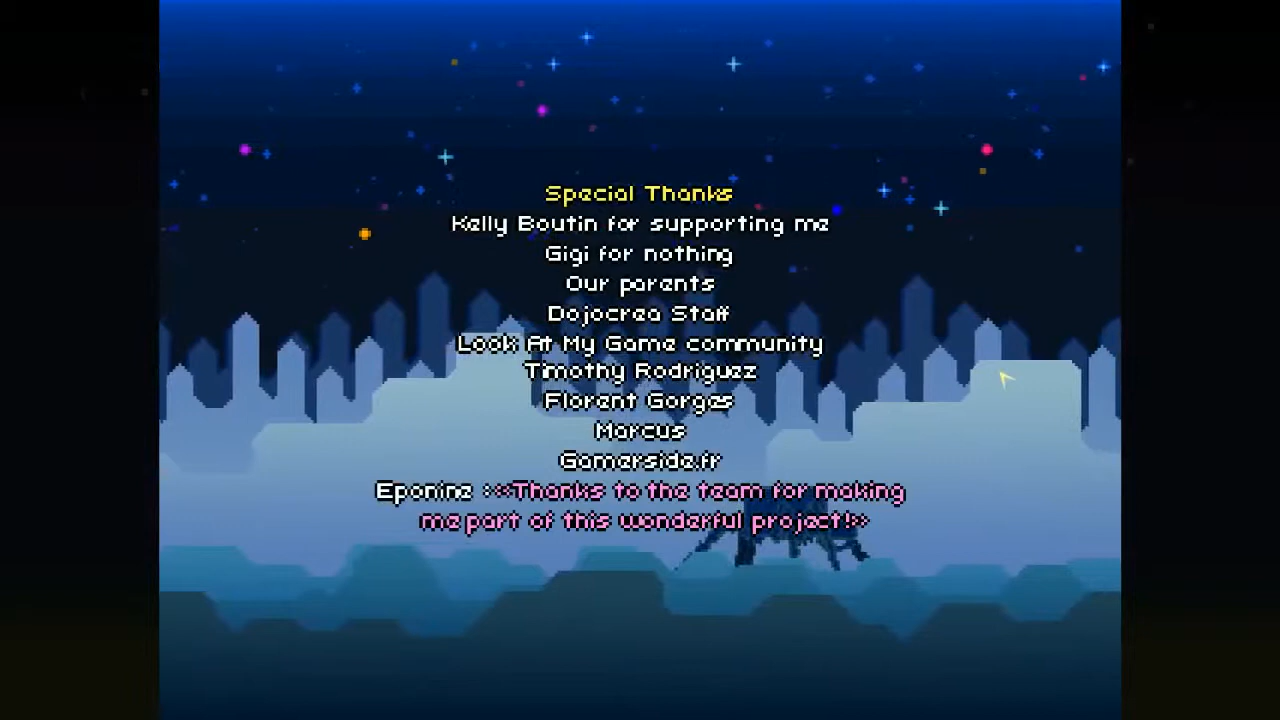 Special Thanks
Kelly Boutin for supporting me
Gigi for nothing
Our parents
Dojocrea Staff
Look At My Game community
Timothy Rodriguez
Florent Gorges
Marcus
Gamerside.fr
Eponine :<<Thanks to the team for making
me part of this wonderful project!>>